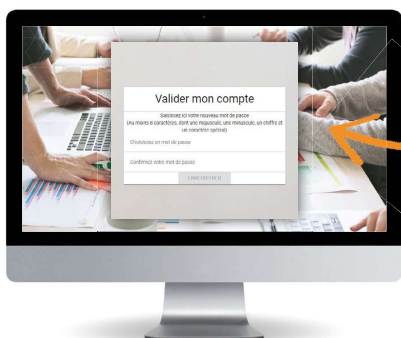 Valider mon compte
Saisissez ici votre nouveau mot de passe
(Au moins 8 caractères, dont une majuscule, une minuscule, un chiffre et
un caractère spécial)
Choisissez un mot de passe
Confirmez votre mot de passe